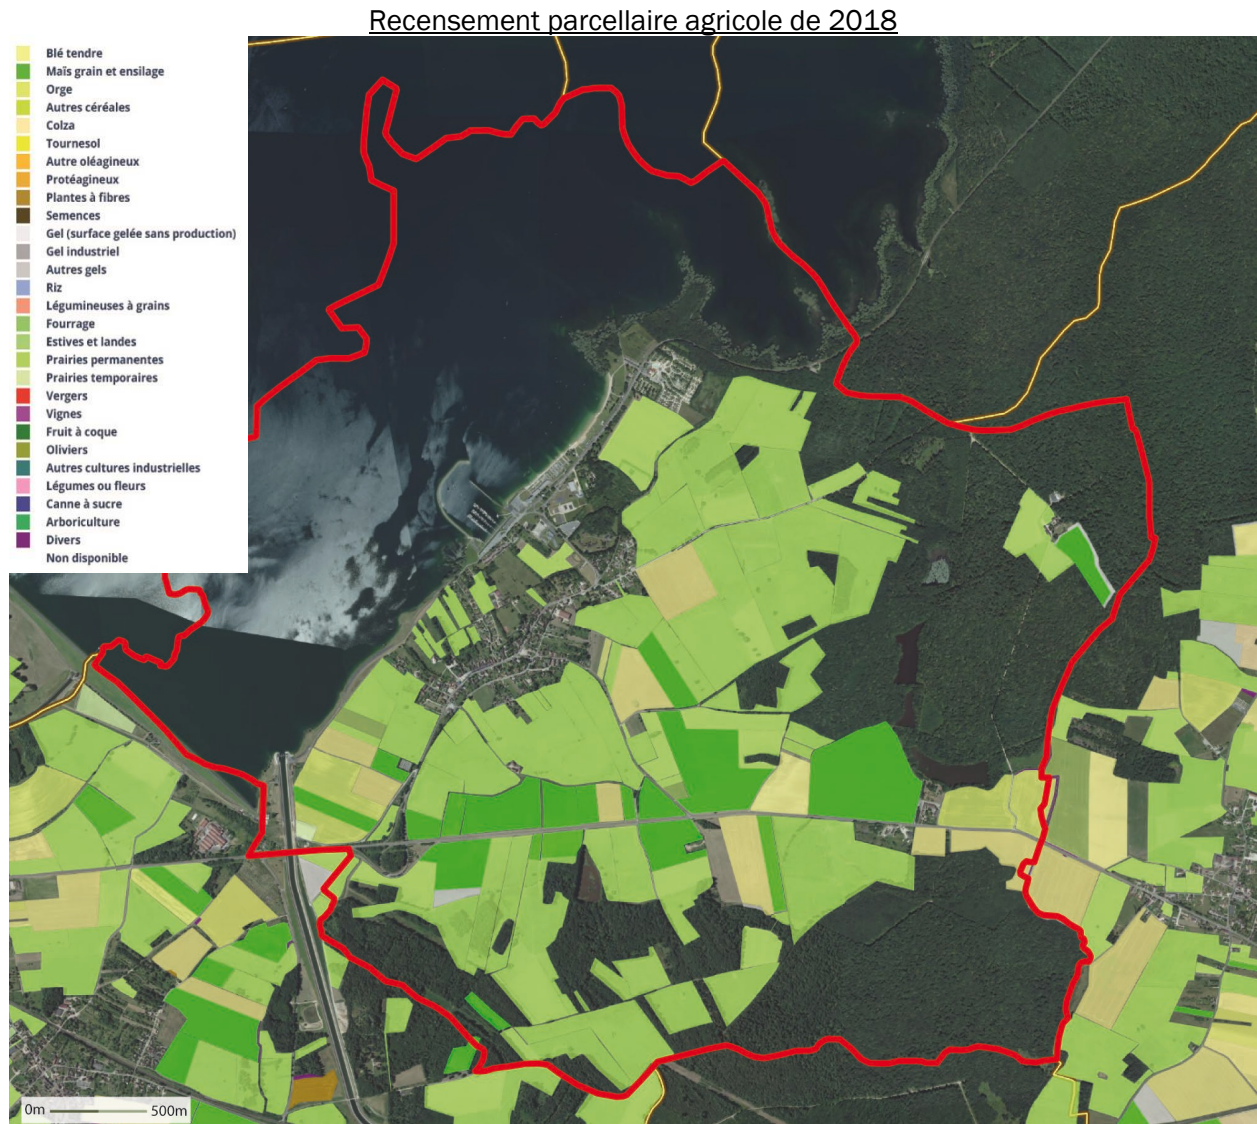 Recensement parcellaire agricole de 2018
Blé tendre
Maïs grain et ensilage
Orge
Autres céréales
Colza
Tournesol
Autre oléagineux
Protéagineux
Plantes à fibres
Semences
Gel (surface gelée sans production)
Gel industriel
Autres gels
Riz
Légumineuses à grains
Fourrage
Estives et landes
Prairies permanentes
Prairies temporaires
Vergers
Vignes
Fruit à coque
Oliviers
Autres cultures industrielles
Légumes ou fleurs
Canne à sucre
Arboriculture
Divers
Non disponible
0m 500m